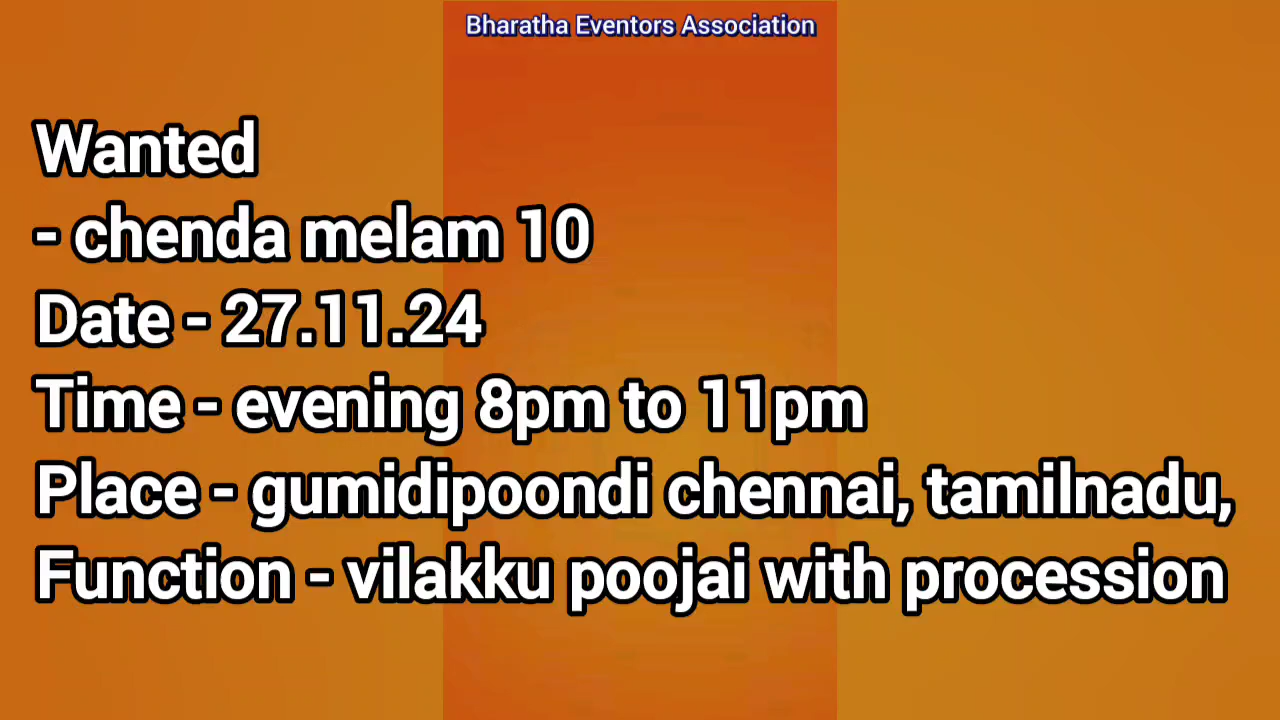 Bharatha Eventors Association
Wanted
- chenda melam 10
Date - 27.11.24
Time - evening 8pm to 11pm
Place - gumidipoondi chennai, tamilnadu,
Function - vilakku poojai with procession